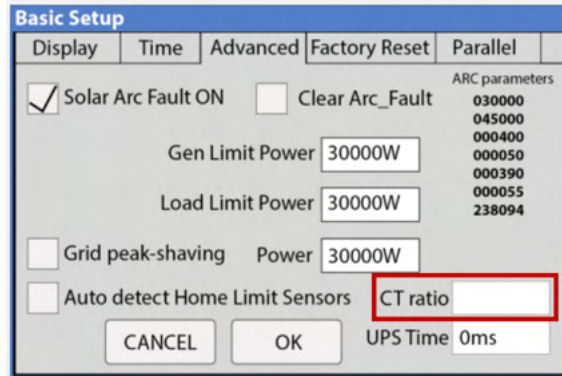 Basic Setup
Display Time Advanced Factory Reset Parallel
Solar Arc Fault ON Clear Arc_Fault ARC parameters
030000
045000
000400
000050
000390
000055
238094
Gen Limit Power 30000W
Load Limit Power 30000W
Grid peak-shaving Power 30000W
Auto detect Home Limit Sensors CT ratio
CANCEL OK UPS Time 0ms